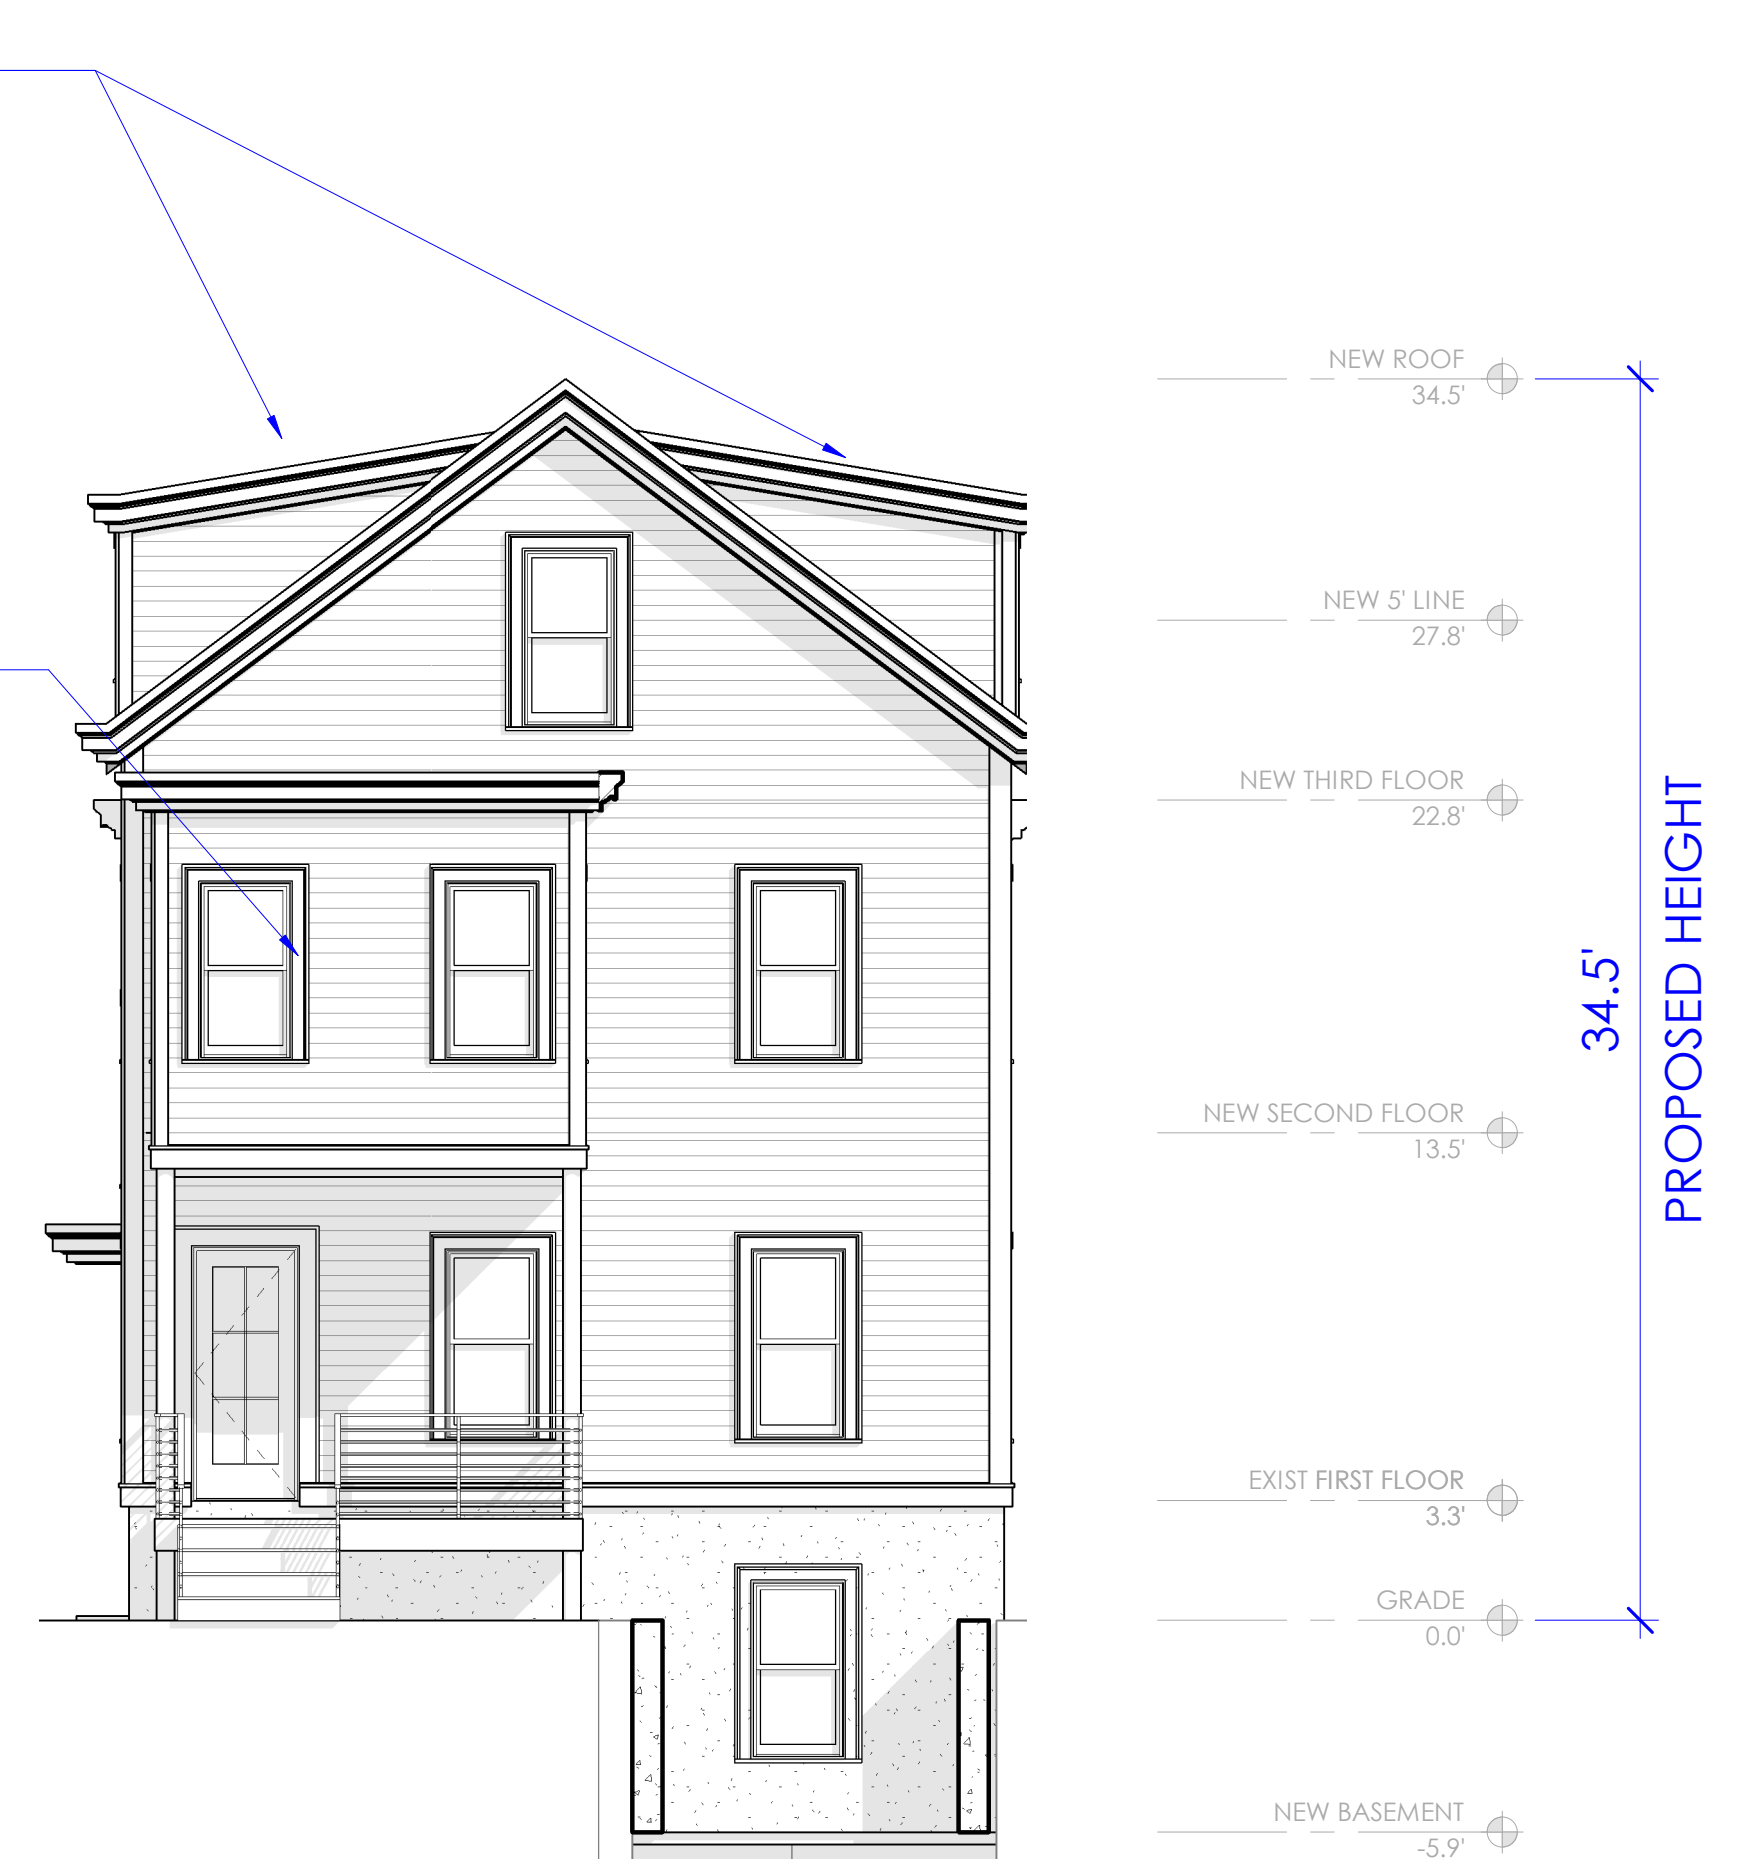 NEW ROOF
34.5'
NEW 5' LINE
27.8'
NEW THIRD FLOOR
22.8'
34.5'
PROPOSED HEIGHT
NEW SECOND FLOOR
13.5'
EXIST FIRST FLOOR
3.3'
GRADE
0.0'
NEW BASEMENT
-5.9'